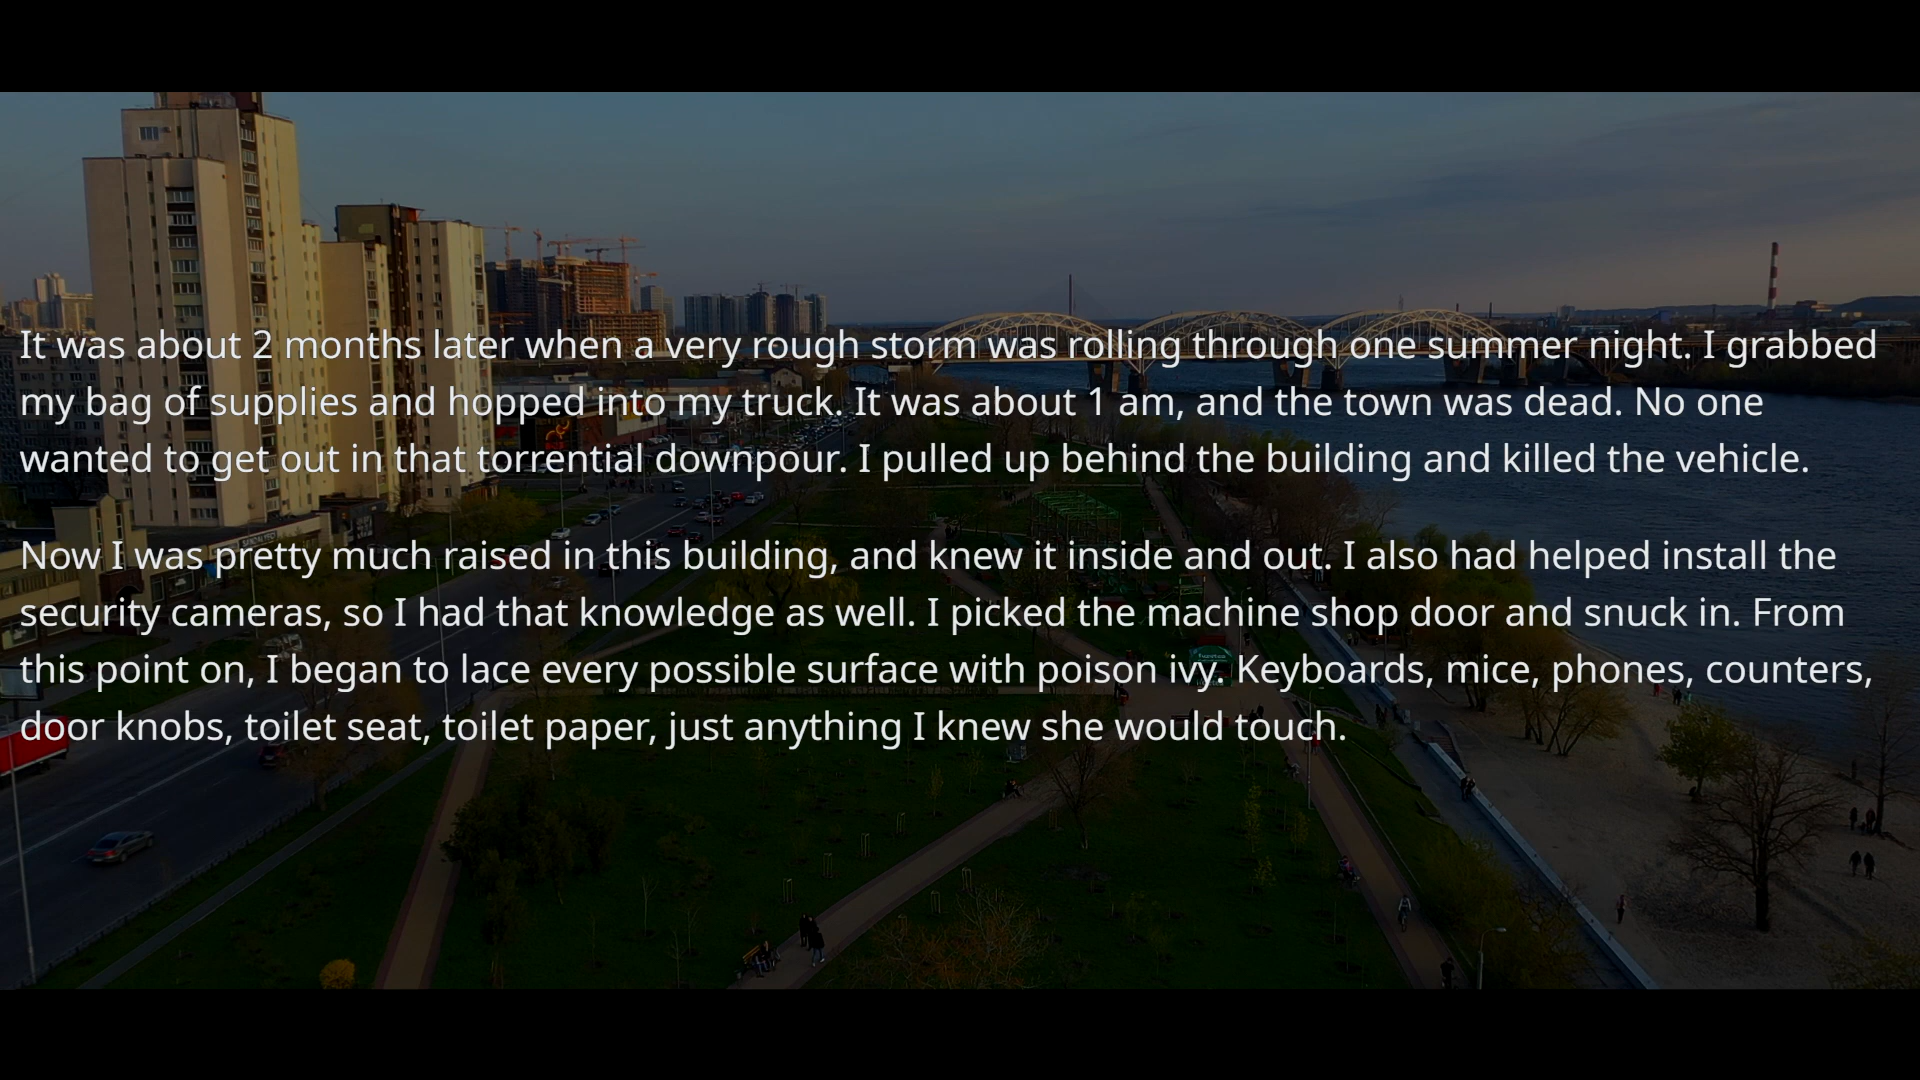 It was about 2 months later when a very rough storm was rolling through one summer night. I grabbed
my bag of supplies and hopped into my truck. It was about 1 am, and the town was dead. No one
wanted to get out in that torrential downpour. I pulled up behind the building and killed the vehicle.
Now I was pretty much raised in this building, and knew it inside and out. I also had helped install the
security cameras, so I had that knowledge as well. I picked the machine shop door and snuck in. From
this point on, I began to lace every possible surface with poison ivy. Keyboards, mice, phones, counters,
door knobs, toilet seat, toilet paper, just anything I knew she would touch.